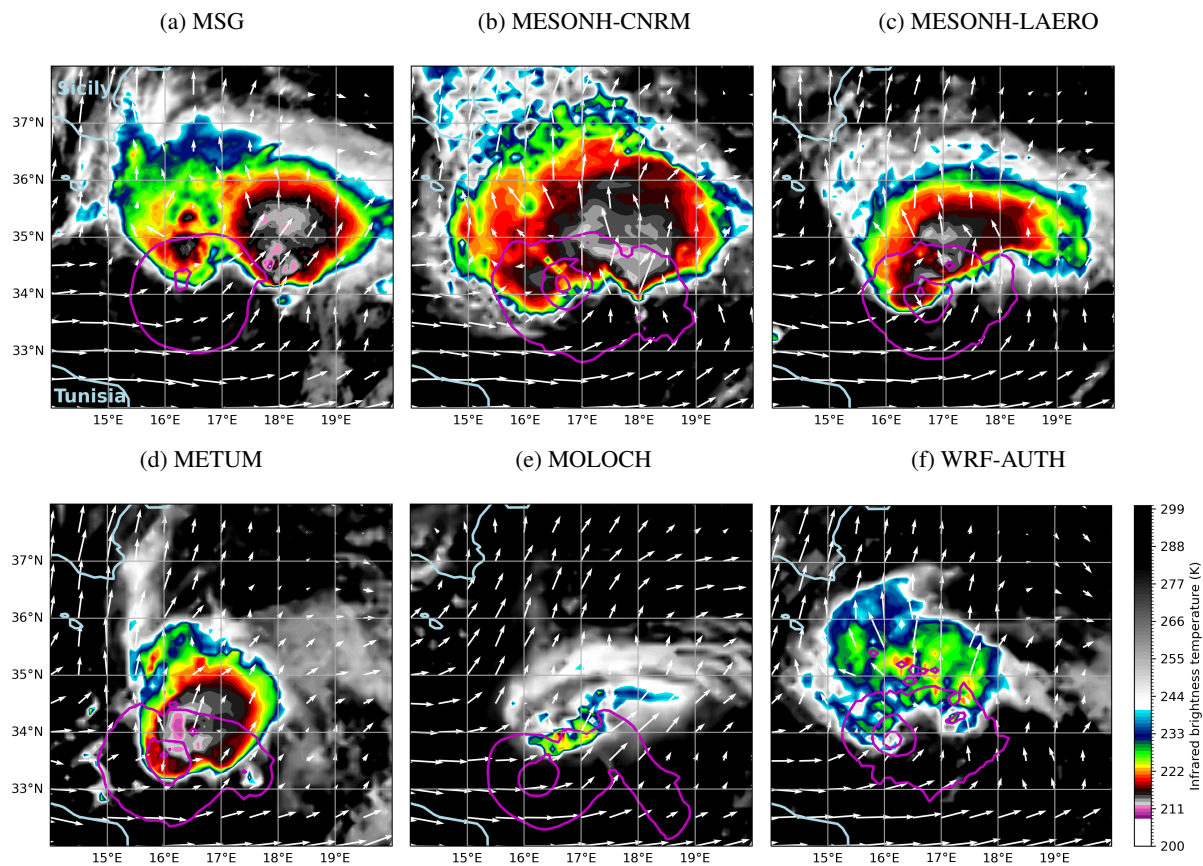 (a) MSG
(b) MESONH-CNRM
(c) MESONH-LAERO
Sicily
37°N
36°N
35°N
34°N
33°N
Tunisia
15°E 16°E 17°E 18°E 19°E
15°E 16°E 17°E 18°E 19°E
15°E 16°E 17°E 18°E 19°E
(d) METUM
(e) MOLOCH
(f) WRF-AUTH
37°N
36°N
35°N
34°N
33°N
15°E 16°E 17°E 18°E 19°E
15°E 16°E 17°E 18°E 19°E
15°E 16°E 17°E 18°E 19°E
299
288
277
266
255
244
239
233
228
222
217
211
200
Infrared brightness temperature (K)